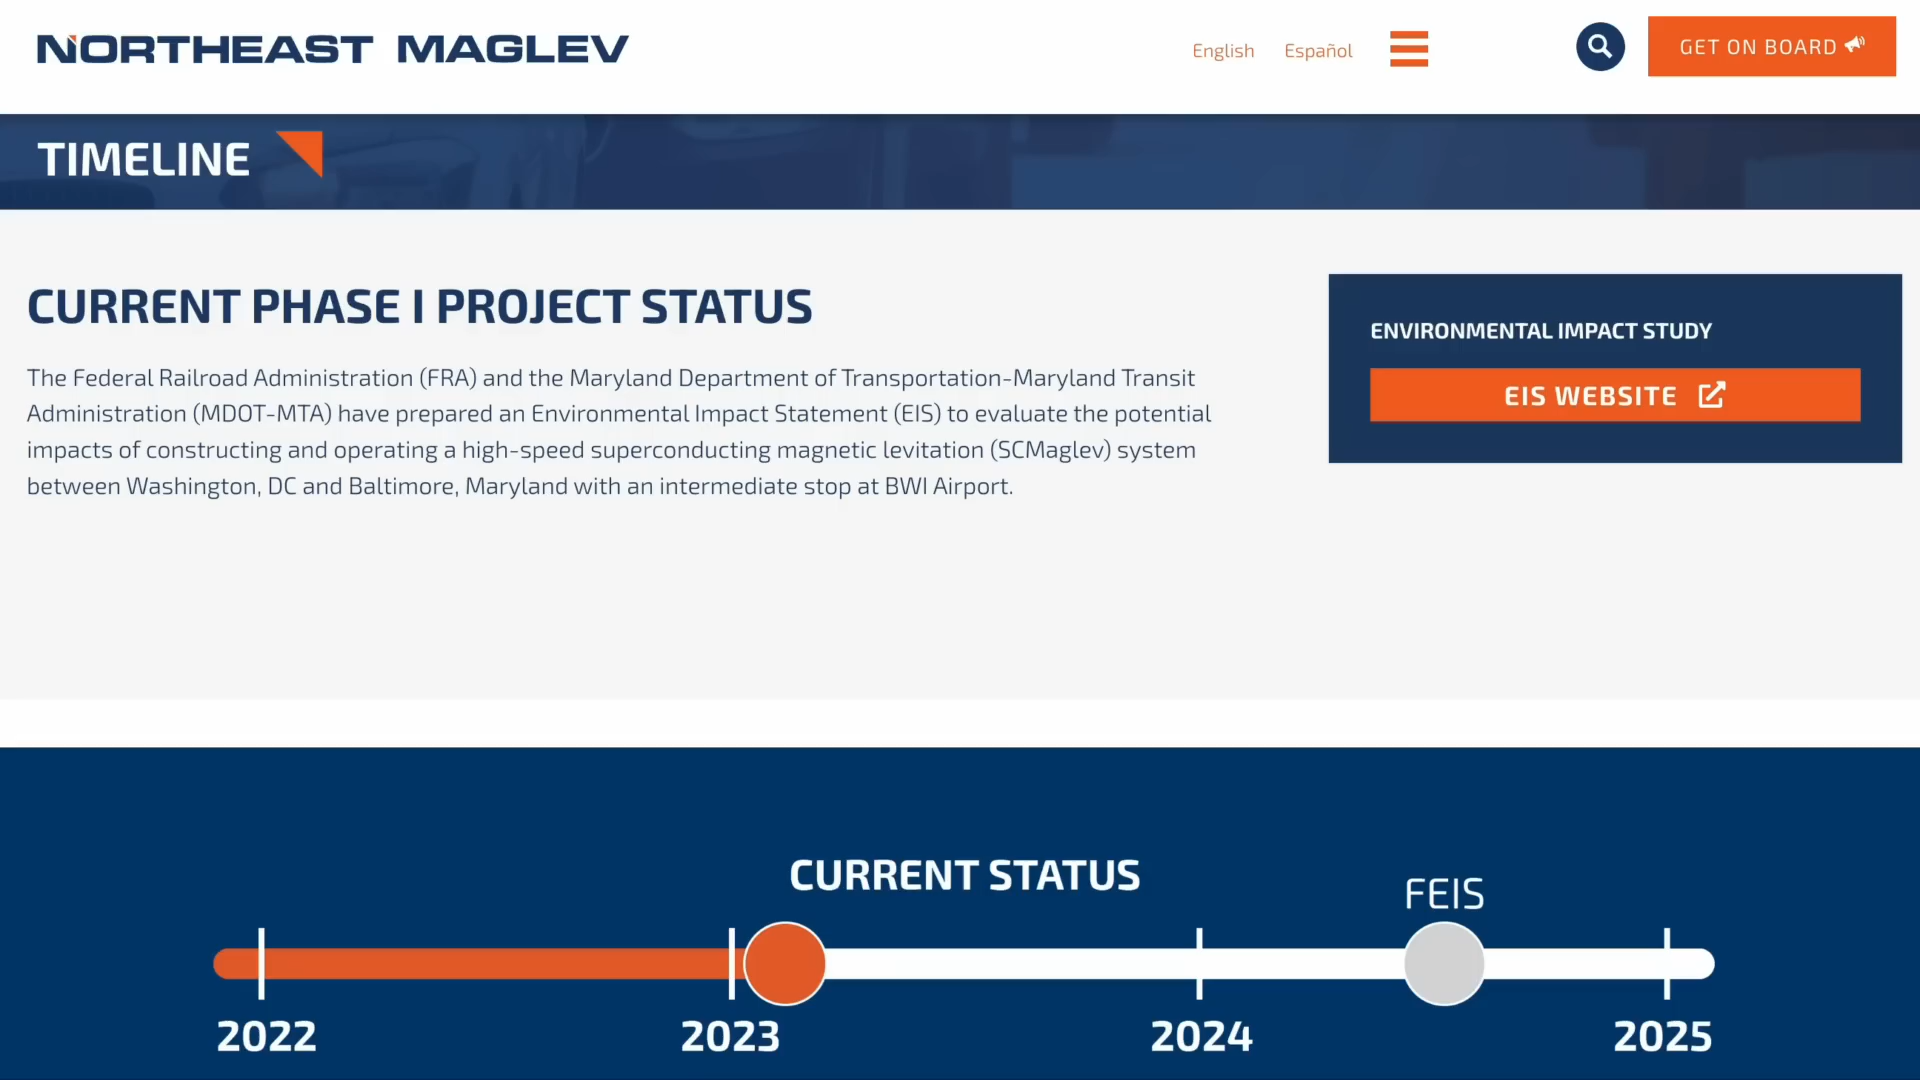 NORTHEAST MAGLEV
English Español
GET ON BOARD
TIMELINE
CURRENT PHASE I PROJECT STATUS
The Federal Railroad Administration (FRA) and the Maryland Department of Transportation-Maryland Transit
Administration (MDOT-MTA) have prepared an Environmental Impact Statement (EIS) to evaluate the potential
impacts of constructing and operating a high-speed superconducting magnetic levitation (SCMaglev) system
between Washington, DC and Baltimore, Maryland with an intermediate stop at BWI Airport.
ENVIRONMENTAL IMPACT STUDY
EIS WEBSITE
CURRENT STATUS
FEIS
2022 2023 2024 2025